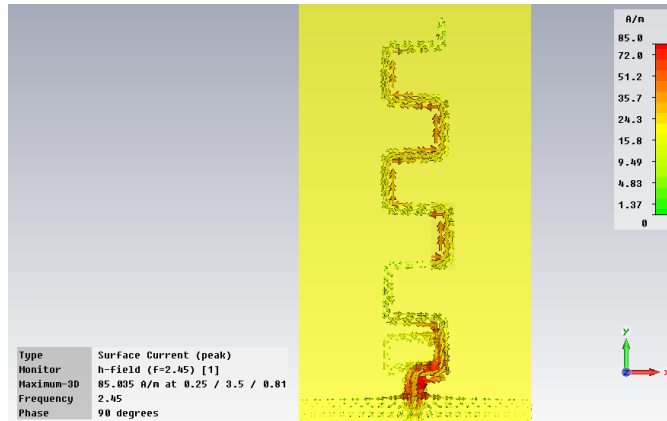 A/m
85.0
72.0
51.2
35.7
24.3
15.8
9.49
4.83
1.37
0
y
x
Type Surface Current (peak)
Monitor h-field (f=2.45) [1]
Maximum-3D 85.035 A/m at 0.25 / 3.5 / 0.81
Frequency 2.45
Phase 90 degrees